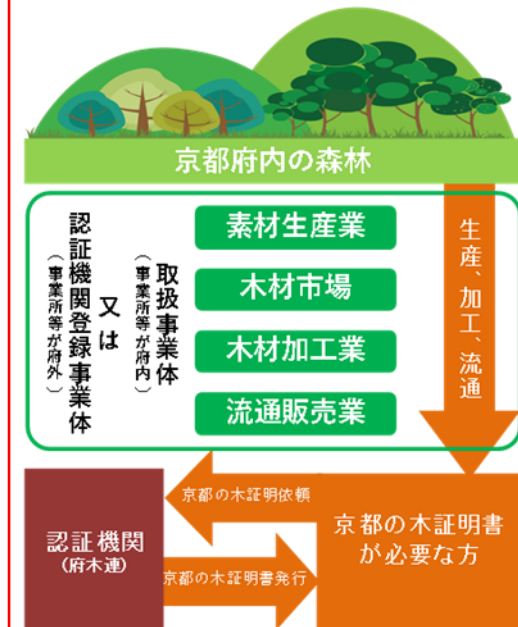 京都府内の森林
取扱事業体
（事業所等が府内）
又は
認証機関登録事業体
（事業所等が府外）
素材生産業
木材市場
木材加工業
流通販売業
生産、加工、流通
京都の木証明依頼
京都の木証明書発行
認証機関
(府木連)
京都の木証明書
が必要な方